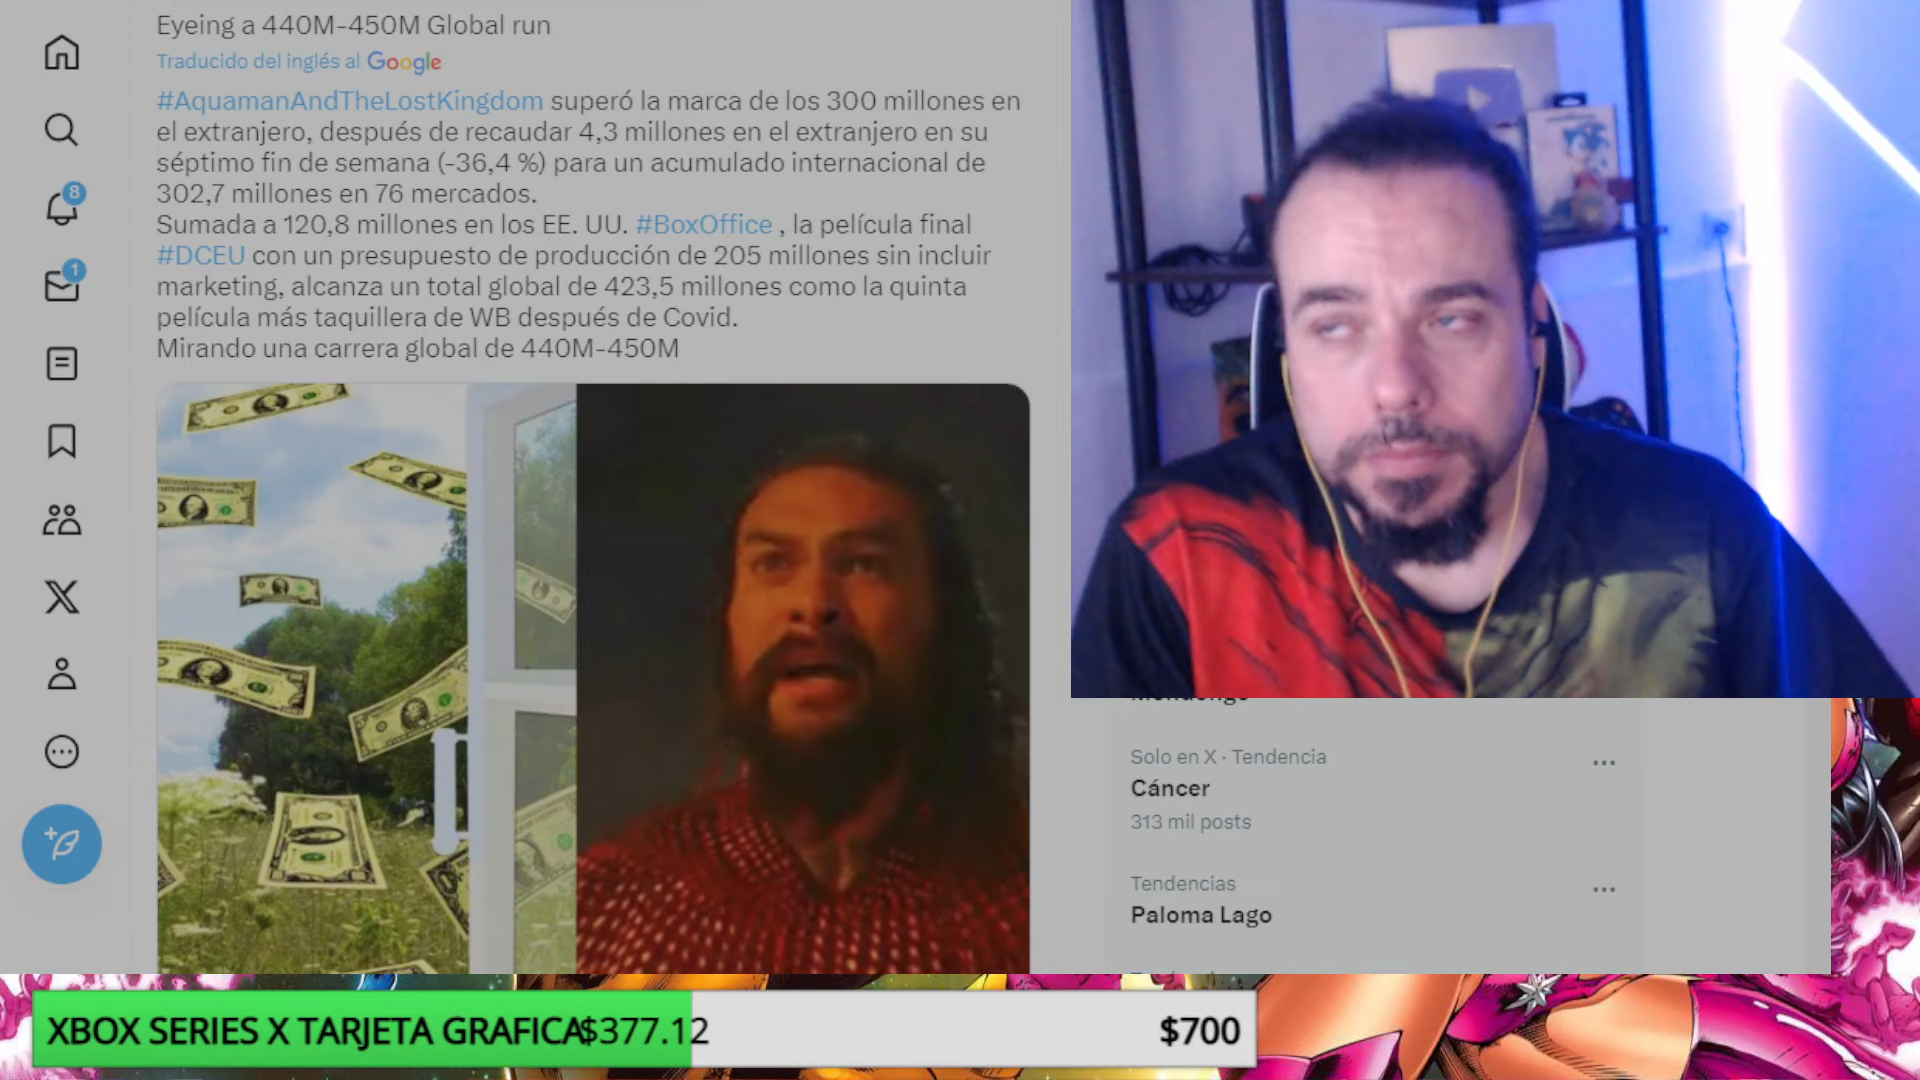 Eyeing a 440M-450M Global run
Traducido del inglés al Google
#AquamanAndTheLostKingdom superó la marca de los 300 millones en
el extranjero, después de recaudar 4,3 millones en el extranjero en su
séptimo fin de semana (-36,4 %) para un acumulado internacional de
302,7 millones en 76 mercados.
Sumada a 120,8 millones en los EE. UU. #BoxOffice , la película final
#DCEU con un presupuesto de producción de 205 millones sin incluir
marketing, alcanza un total global de 423,5 millones como la quinta
película más taquillera de WB después de Covid.
Mirando una carrera global de 440M-450M
8
1
Solo en X · Tendencia
Cáncer
313 mil posts
Tendencias
Paloma Lago
XBOX SERIES X TARJETA GRAFICA $377.12
$700